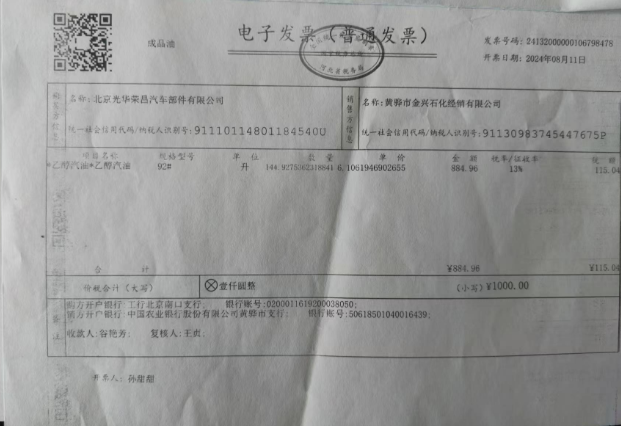 电子发票（普通发票）
成品油
发票号码：24132000000106798478
开票日期：2024年08月11日
名称：北京光华荣昌汽车部件有限公司
名称：黄骅市金兴石化经销有限公司
统一社会信用代码/纳税人识别号：91110114801184540U
统一社会信用代码/纳税人识别号：91130983745447675P
项目名称 规格型号 单位 数量 单价 金额 税率/征收率 税额
*乙醇汽油*乙醇汽油 92# 升 144.8275362318841 6.1061946902655 884.96 13% 115.04
合计 ¥884.96 ¥115.04
价税合计（大写） 壹仟圆整 （小写）¥1000.00
购方开户银行：工行北京南口支行； 银行账号：0200011619200038050；
销方开户银行：中国农业银行股份有限公司黄骅市支行； 银行账号：50618501040016439；
收款人：谷艳芳； 复核人：王贞；
开票人：孙甜甜